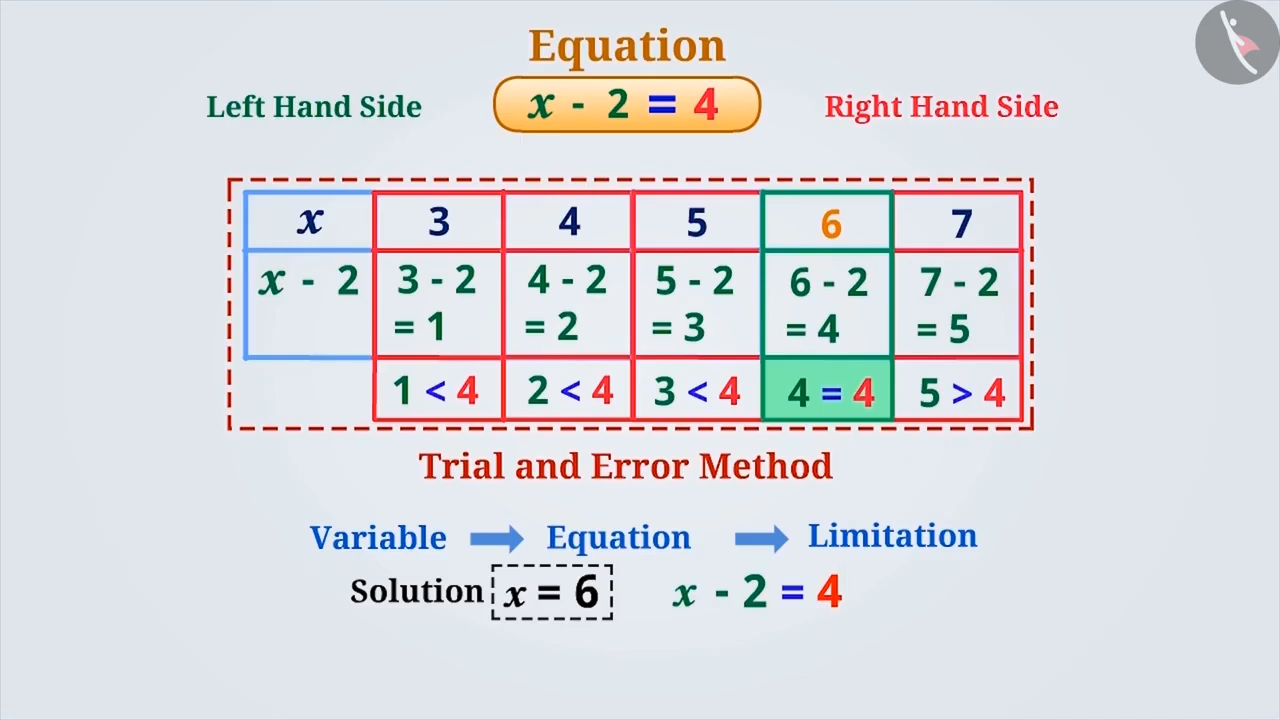 Equation
Left Hand Side x - 2 = 4 Right Hand Side
x 3 4 5 6 7
x - 2 3 - 2 4 - 2 5 - 2 6 - 2 7 - 2
= 1 = 2 = 3 = 4 = 5
1 < 4 2 < 4 3 < 4 4 = 4 5 > 4
Trial and Error Method
Variable Equation Limitation
Solution x = 6 x - 2 = 4